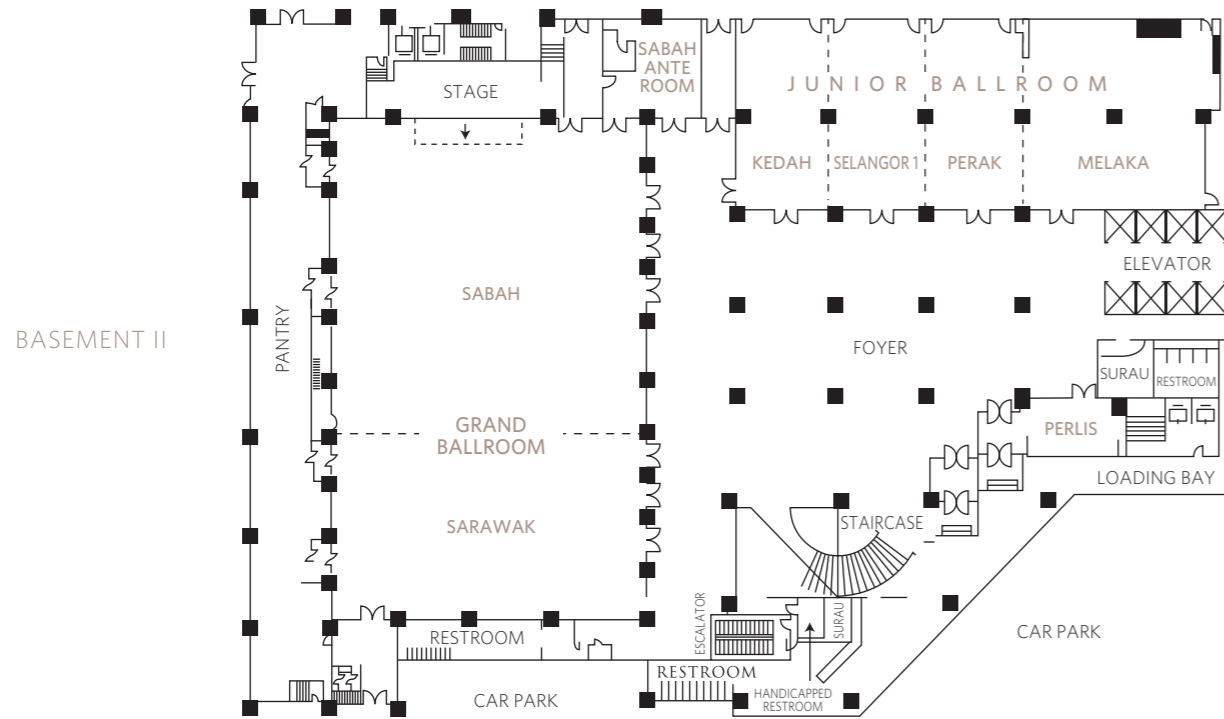 SABAH
ANTE
ROOM
STAGE
JUNIOR BALLROOM
KEDAH
SELANGOR 1
PERAK
MELAKA
ELEVATOR
SABAH
BASEMENT II
PANTRY
FOYER
SURAU
RESTROOM
GRAND
BALLROOM
PERLIS
LOADING BAY
SARAWAK
STAIRCASE
ESCALATOR
SURAU
RESTROOM
CAR PARK
RESTROOM
HANDICAPPED
RESTROOM
CAR PARK